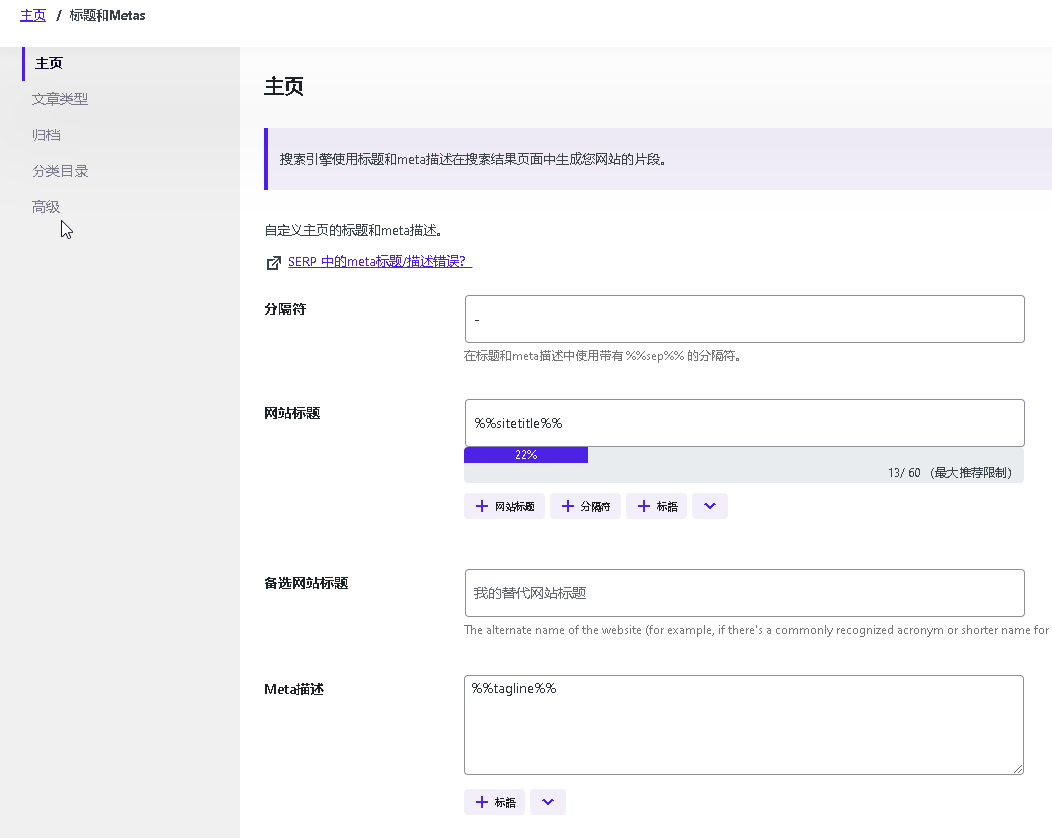 主页 / 标题和Metas
主页
文章类型
归档
分类目录
高级
主页
搜索引擎使用标题和meta描述在搜索结果页面中生成您网站的片段。
自定义主页的标题和meta描述。
SERP 中的meta标题/描述错误？
分隔符
-
在标题和meta描述中使用带有 %%sep%% 的分隔符。
网站标题
%%sitetitle%%
22%
13/ 60 （最大推荐限制）
+ 网站标题 + 分隔符 + 标语
备选网站标题
我的替代网站标题
The alternate name of the website (for example, if there's a commonly recognized acronym or shorter name for
Meta描述
%%tagline%%
+ 标语